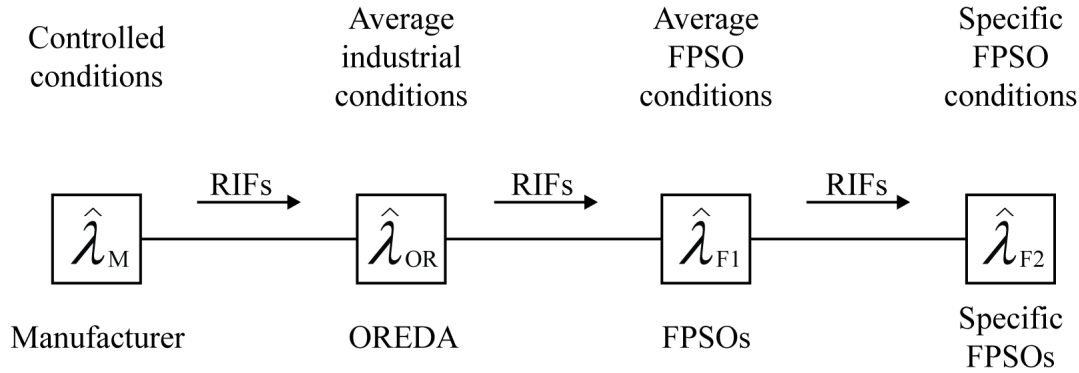 Controlled
conditions
Average
industrial
conditions
Average
FPSO
conditions
Specific
FPSO
conditions
RIFs
RIFs
RIFs
λ̂M
λ̂OR
λ̂F1
λ̂F2
Manufacturer
OREDA
FPSOs
Specific
FPSOs